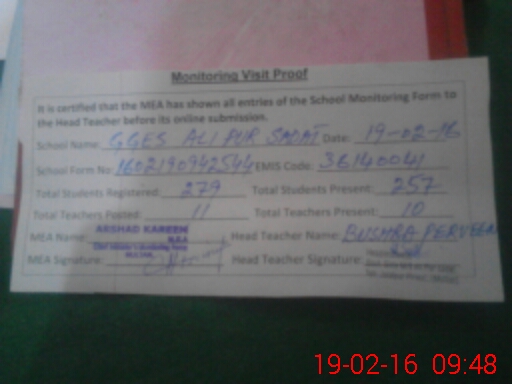 Monitoring Visit Proof
It is certified that the MEA has shown all entries of the School Monitoring Form to
the Head Teacher before its online submission.
School Name: GGES ALI PUR SADAT Date: 19-02-16
School Form No: 1602190942544 EMIS Code: 36140041
Total Students Registered: 279 Total Students Present: 257
Total Teachers Posted: 11 Total Teachers Present: 10
MEA Name: ARSHAD KAREEM Head Teacher Name: BUSHRA PERVEEN
MEA
MULTAN.
MEA Signature: Head Teacher Signature:
19-02-16 09:48